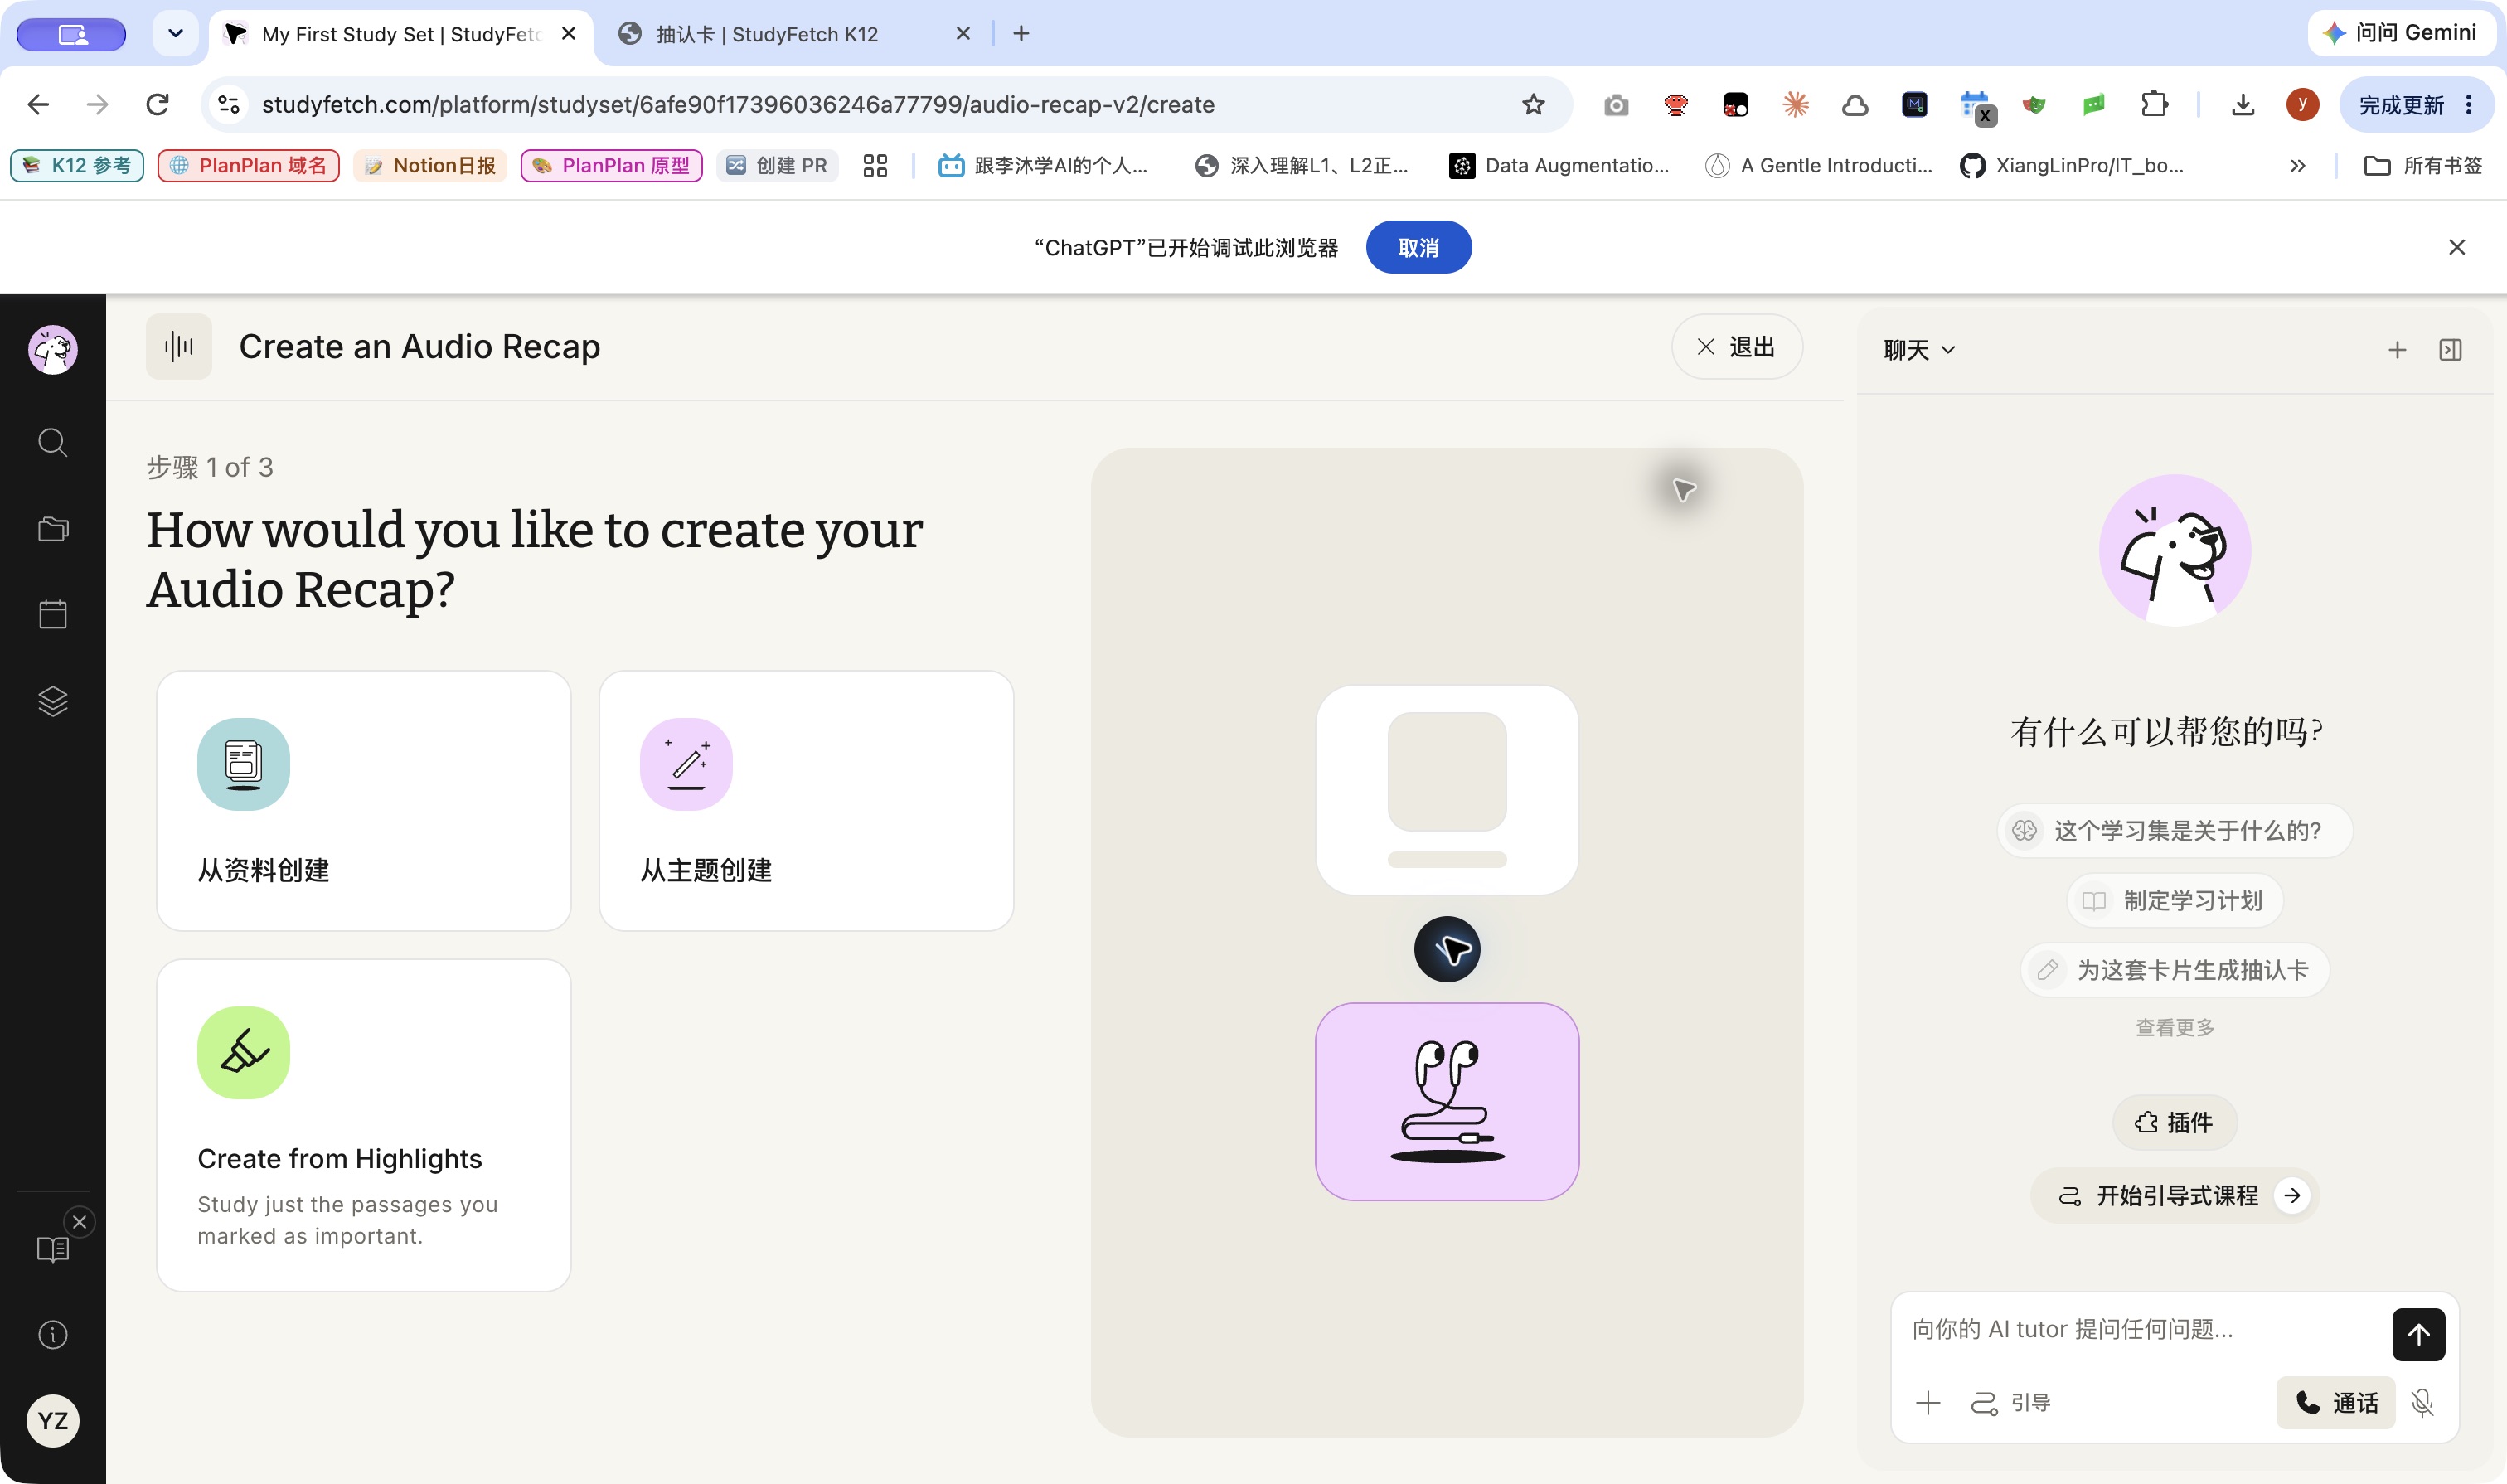 My First Study Set | StudyFetc
抽认卡 | StudyFetch K12
问问 Gemini
studyfetch.com/platform/studyset/6afe90f17396036246a77799/audio-recap-v2/create
X
y
完成更新
K12 参考
PlanPlan 域名
Notion日报
PlanPlan 原型
创建 PR
跟李沐学AI的个人...
深入理解L1、L2正...
Data Augmentatio...
A Gentle Introducti...
XiangLinPro/IT_bo...
所有书签
“ChatGPT”已开始调试此浏览器
取消
Create an Audio Recap
退出
聊天
步骤 1 of 3
How would you like to create your
Audio Recap?
从资料创建
从主题创建
Create from Highlights
Study just the passages you
marked as important.
有什么可以帮您的吗?
这个学习集是关于什么的?
制定学习计划
为这套卡片生成抽认卡
查看更多
插件
开始引导式课程
向你的 AI tutor 提问任何问题...
引导
通话
YZ